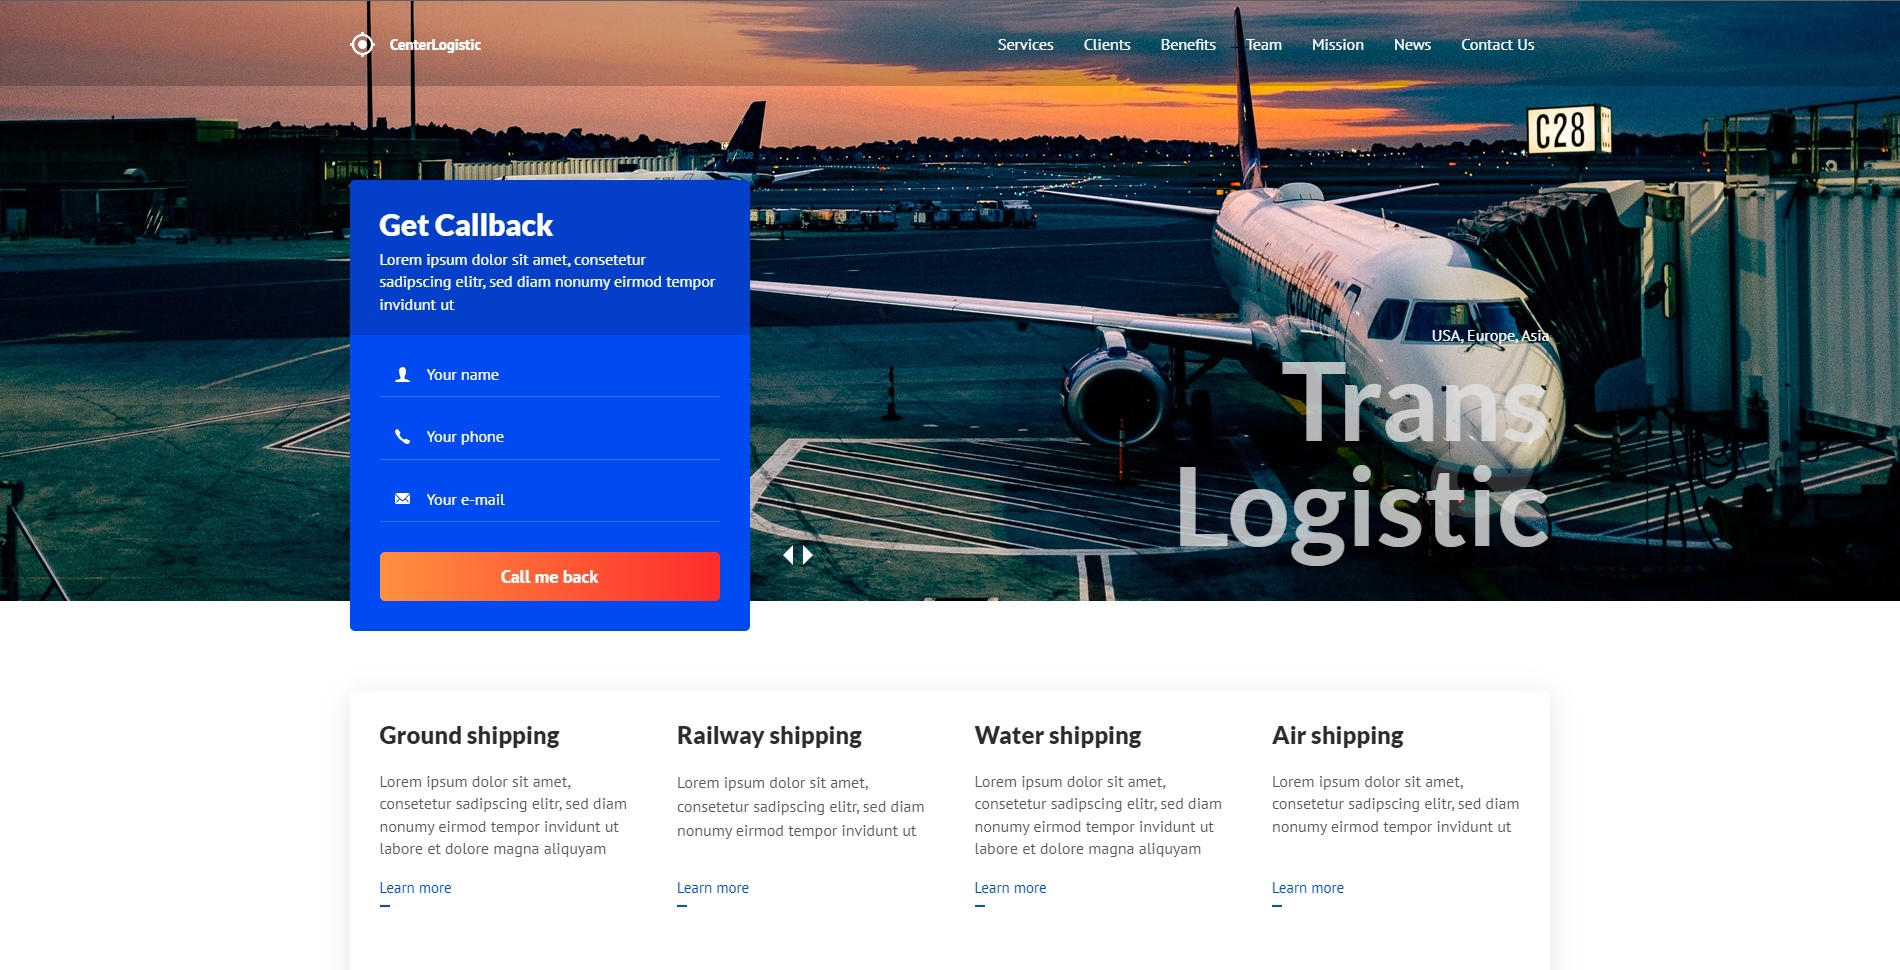 CenterLogistic
Services
Clients
Benefits
Team
Mission
News
Contact Us
C28
jetBlue
Get Callback
Lorem ipsum dolor sit amet, consetetur
sadipscing elitr, sed diam nonumy eirmod tempor
invidunt ut
Your name
Your phone
Your e-mail
Call me back
USA, Europe, Asia
Trans
Logistic
Ground shipping
Lorem ipsum dolor sit amet,
consetetur sadipscing elitr, sed diam
nonumy eirmod tempor invidunt ut
labore et dolore magna aliquyam
Learn more
Railway shipping
Lorem ipsum dolor sit amet,
consetetur sadipscing elitr, sed diam
nonumy eirmod tempor invidunt ut
Learn more
Water shipping
Lorem ipsum dolor sit amet,
consetetur sadipscing elitr, sed diam
nonumy eirmod tempor invidunt ut
labore et dolore magna aliquyam
Learn more
Air shipping
Lorem ipsum dolor sit amet,
consetetur sadipscing elitr, sed diam
nonumy eirmod tempor invidunt ut
Learn more